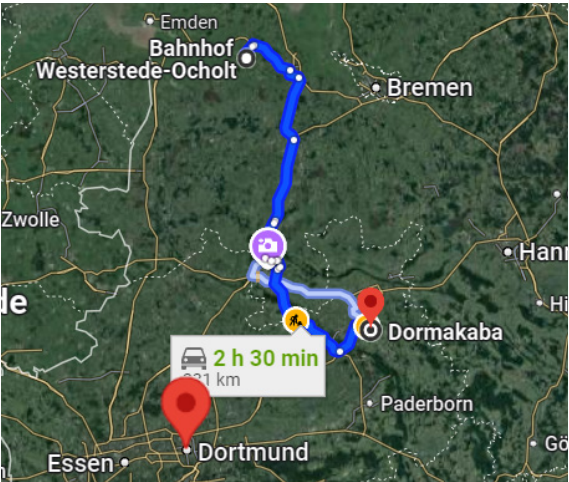 Emden
Bahnhof
Westerstede-Ocholt
Bremen
Zwolle
Hann
de
Hi
Dormakaba
2 h 30 min
km
Paderborn
Dortmund
Gö
Essen